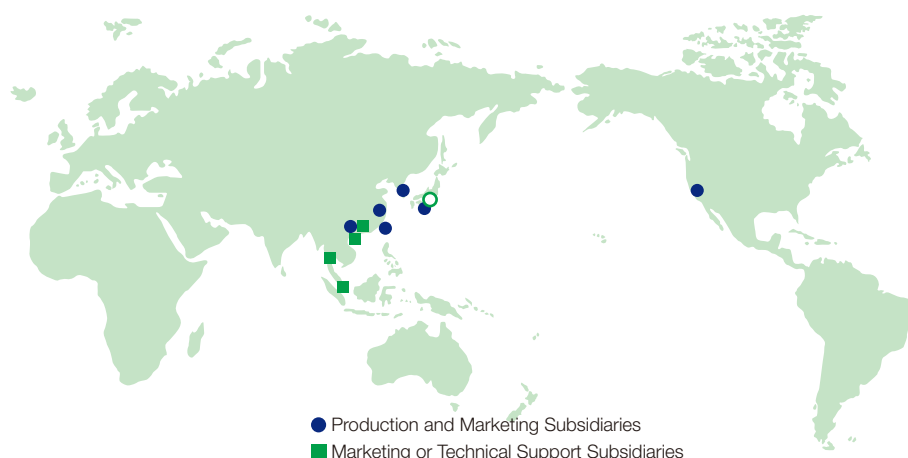 Production and Marketing Subsidiaries
Marketing or Technical Support Subsidiaries